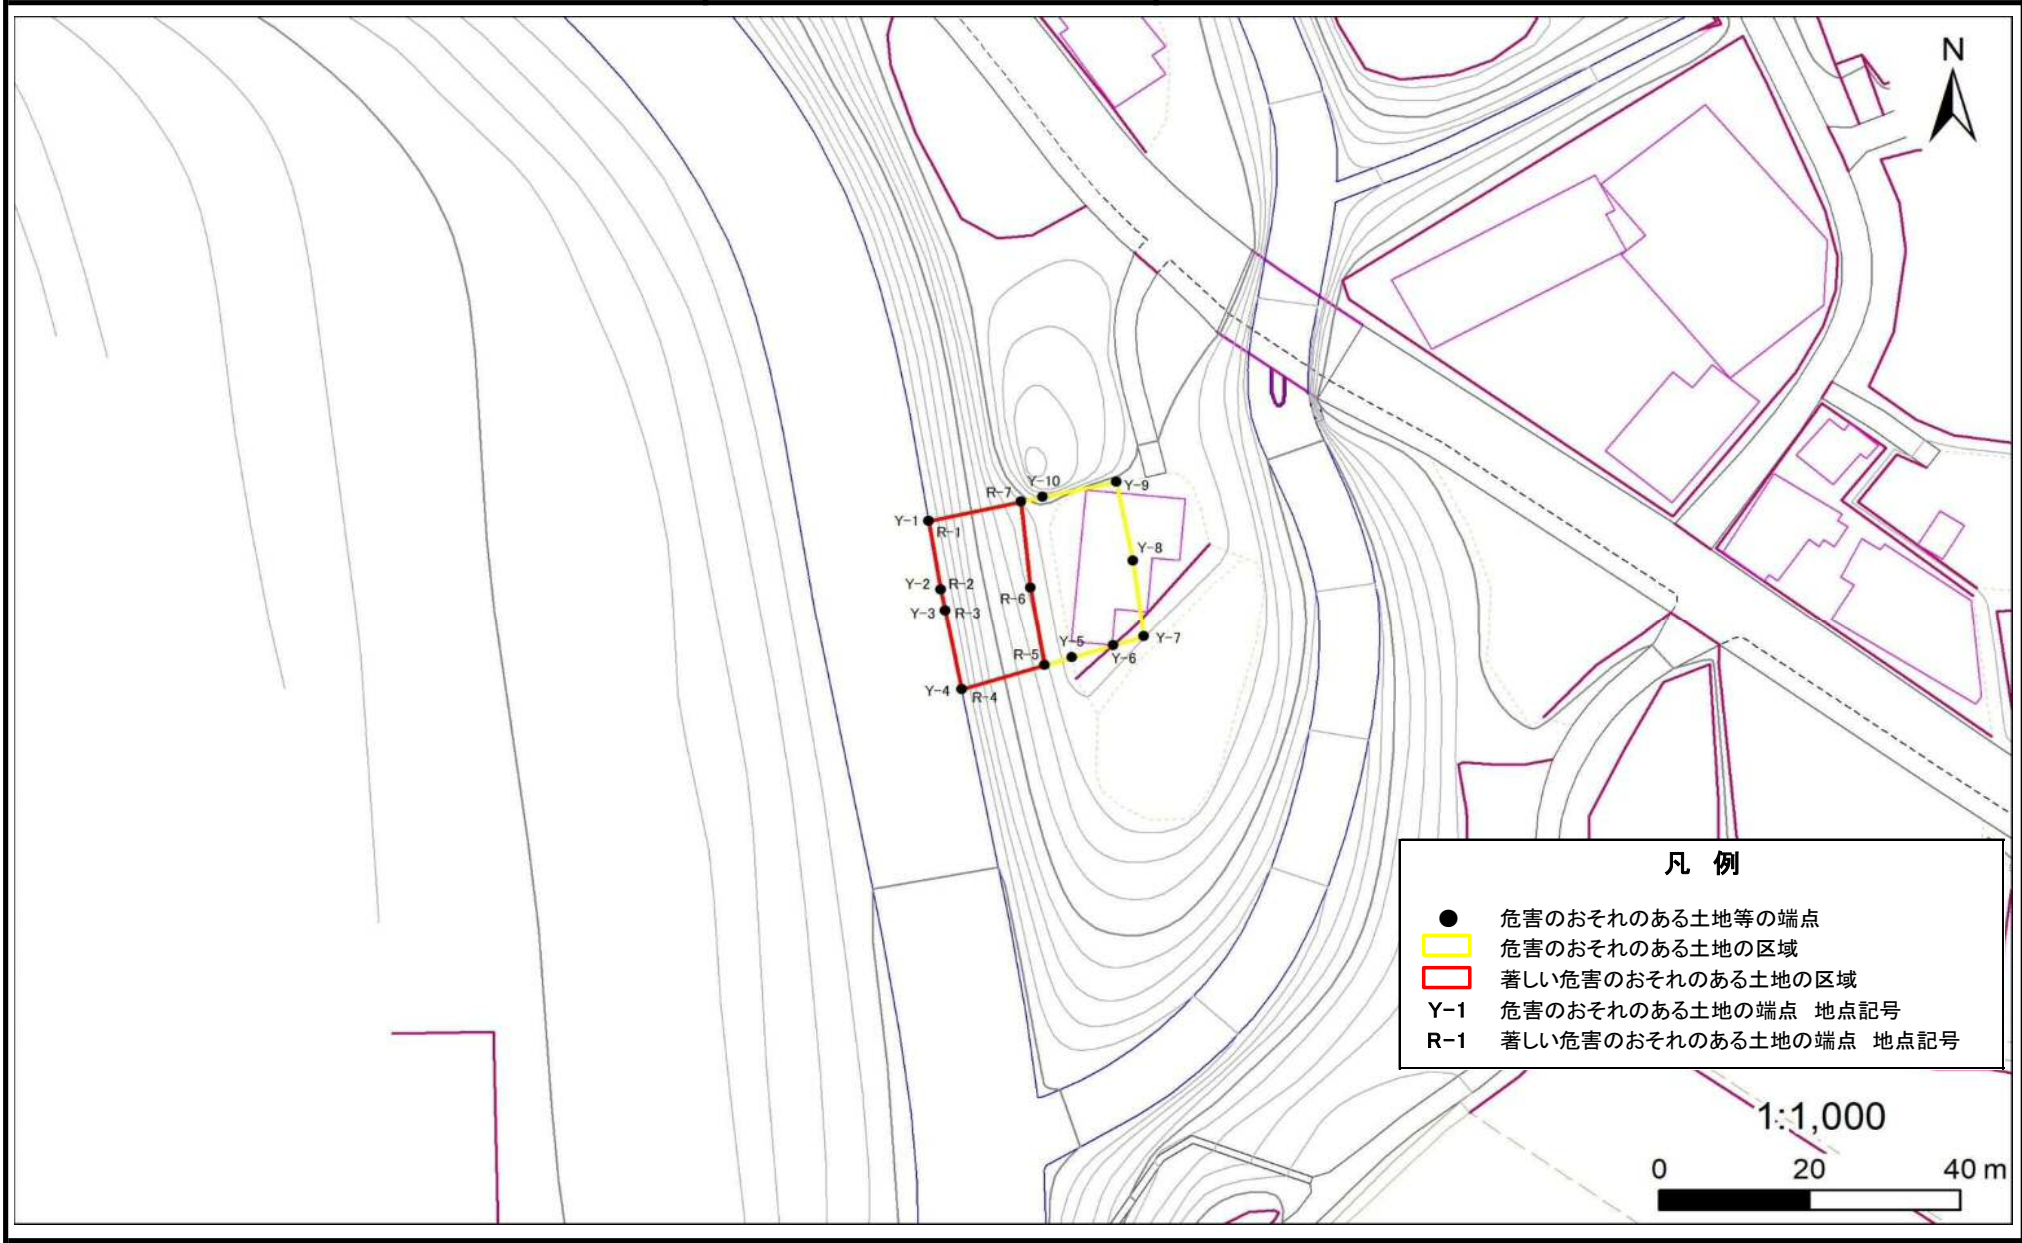 N
Y-10
R-7
Y-9
Y-1
R-1
Y-8
Y-2
R-2
R-6
Y-3
R-3
Y-5
Y-7
R-5
Y-6
Y-4
R-4
凡 例
危害のおそれのある土地等の端点
危害のおそれのある土地の区域
著しい危害のおそれのある土地の区域
Y-1 危害のおそれのある土地の端点 地点記号
R-1 著しい危害のおそれのある土地の端点 地点記号
1:1,000
0 20 40 m